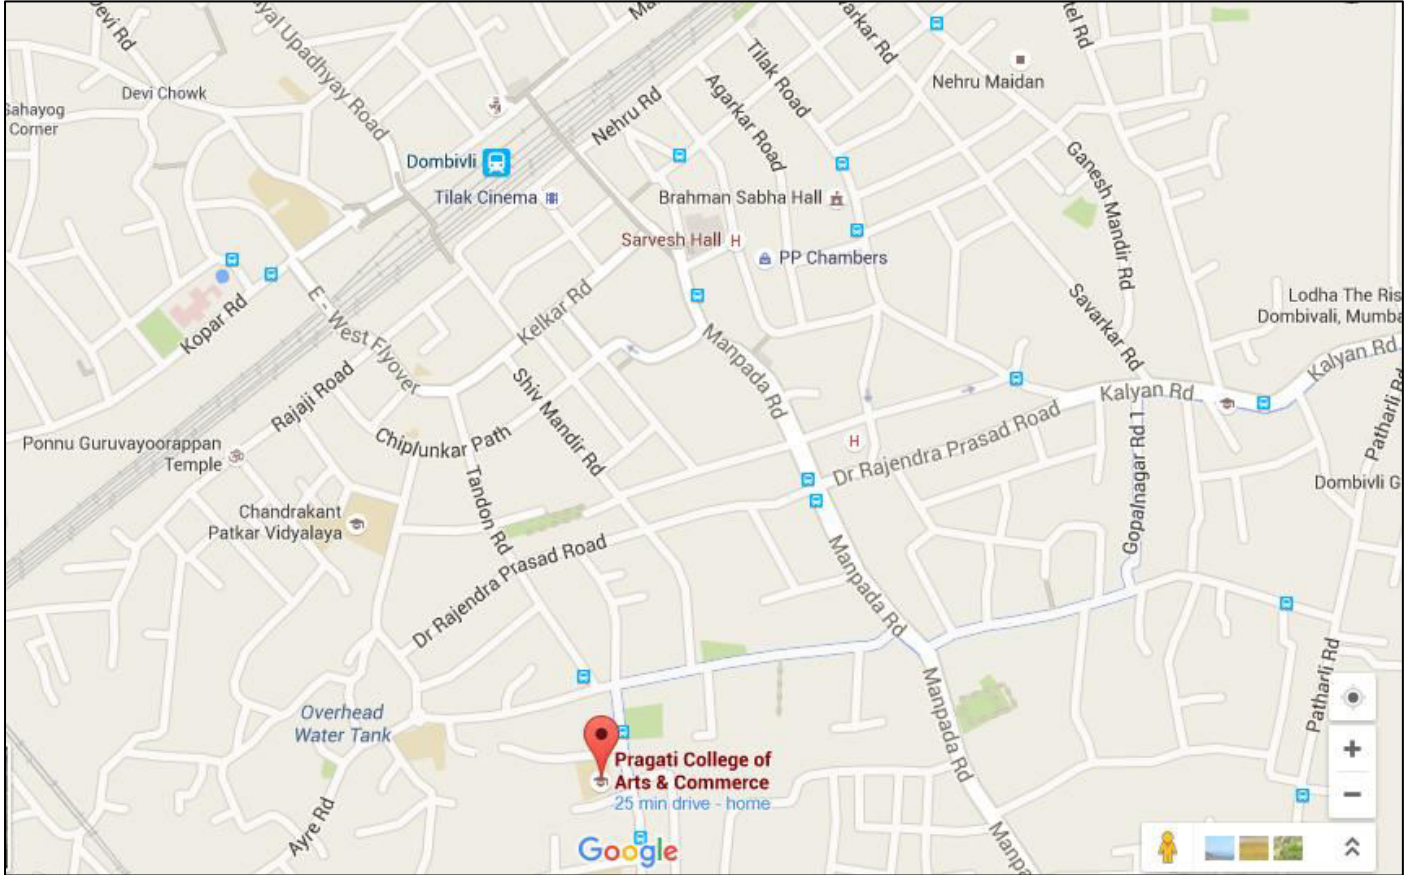 Devi Rd
Upadhyay Road
Tilak Road
Nehru Maidan
Devi Chowk
Sahayog
Corner
Nehru Rd
Agarkar Road
Dombivli
Tilak Cinema
Brahman Sabha Hall
Ganesh Mandir Rd
Sarvesh Hall
H
PP Chambers
Kopar Rd
E - West Flyover
Kelkar Rd
Manpada Rd
Savarkar Rd
Lodha The Ris
Dombivali, Mumba
Kalyan Rd
Rajaji Road
Shiv Mandir Rd
Kalyan Rd
Patharli Rd
Ponnu Guruvayoorappan
Temple
Chiplunkar Path
H
Dr Rajendra Prasad Road
Gopalnagar Rd 1
Dombivli G
Chandrakant
Patkar Vidyalaya
Tandon Rd
Dr Rajendra Prasad Road
Manpada Rd
Patharli Rd
Overhead
Water Tank
Manpada Rd
Pragati College of
Arts & Commerce
25 min drive - home
Ayre Rd
Google
Manpa